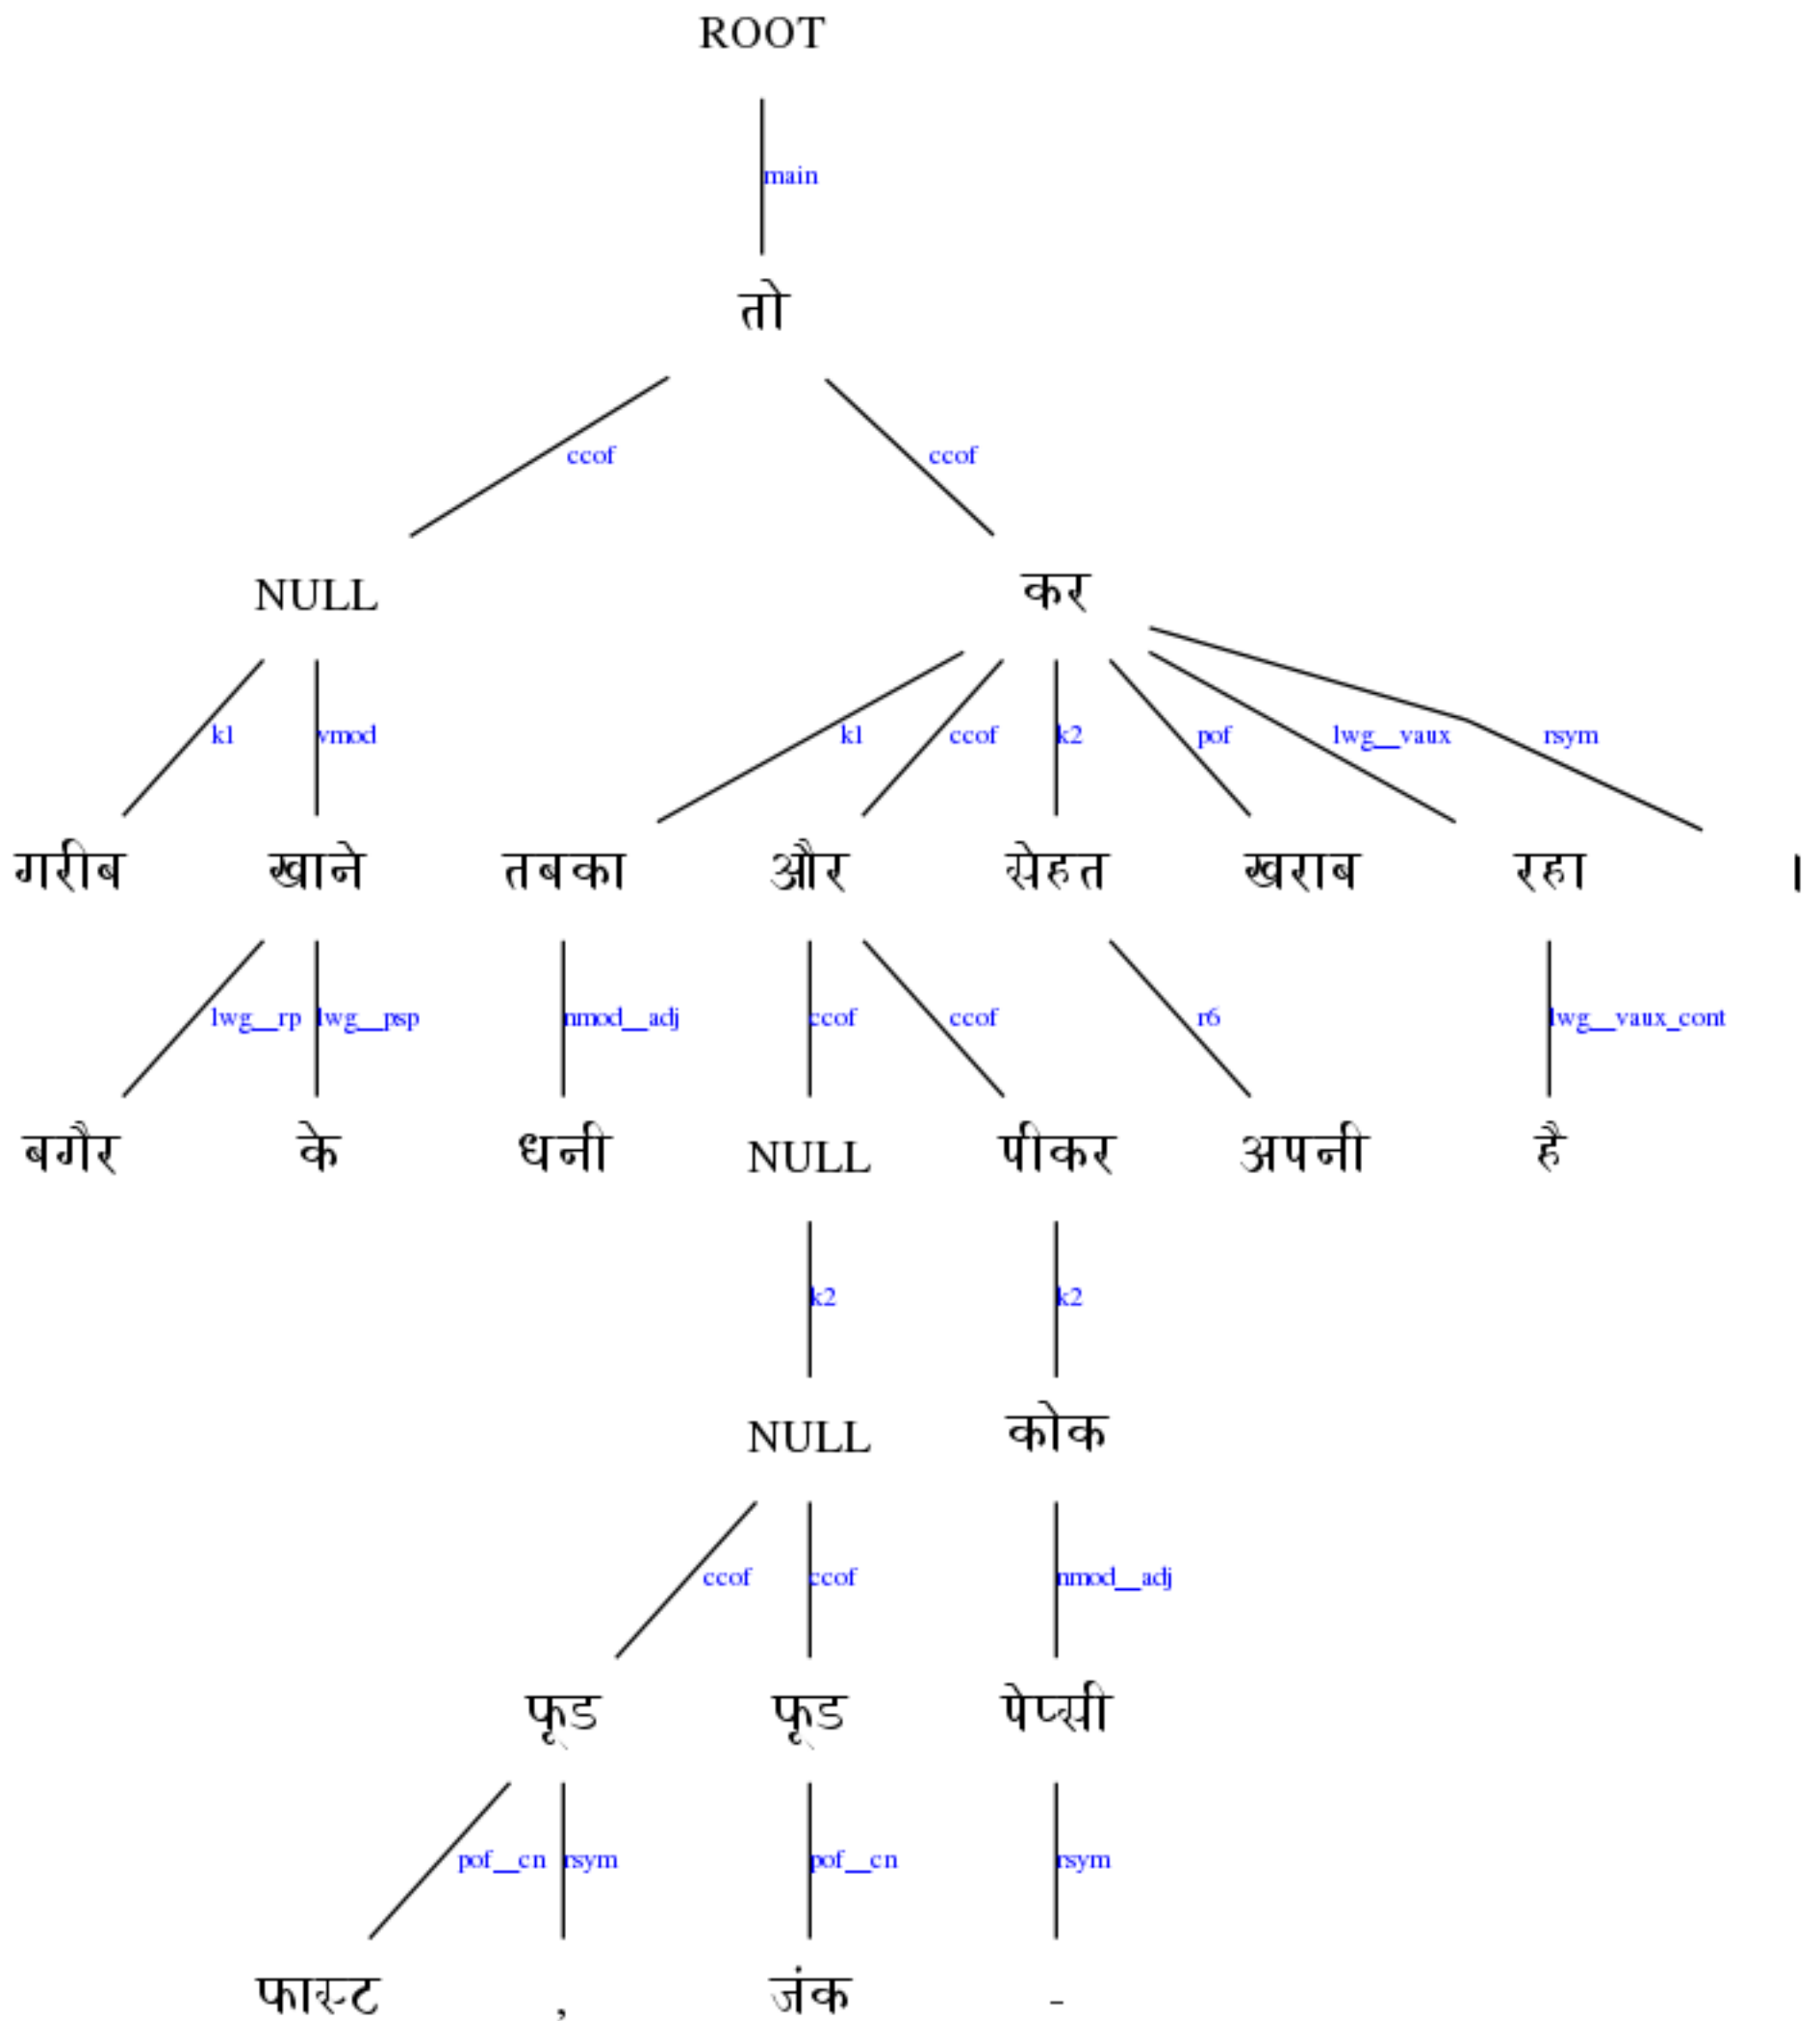 ROOT
main
तो
ccof ccof
NULL कर
k1 vmod k1 ccof k2 pof lwg__vaux rsym
गरीब खाने तबका और सेहत खराब रहा ।
lwg__rp lwg__psp nmod__adj ccof ccof r6 lwg__vaux_cont
बगैर के धनी NULL पीकर अपनी है
k2 k2
NULL कोक
ccof ccof nmod__adj
फूड फूड पेप्सी
pof__cn rsym pof__cn rsym
फास्ट , जंक -